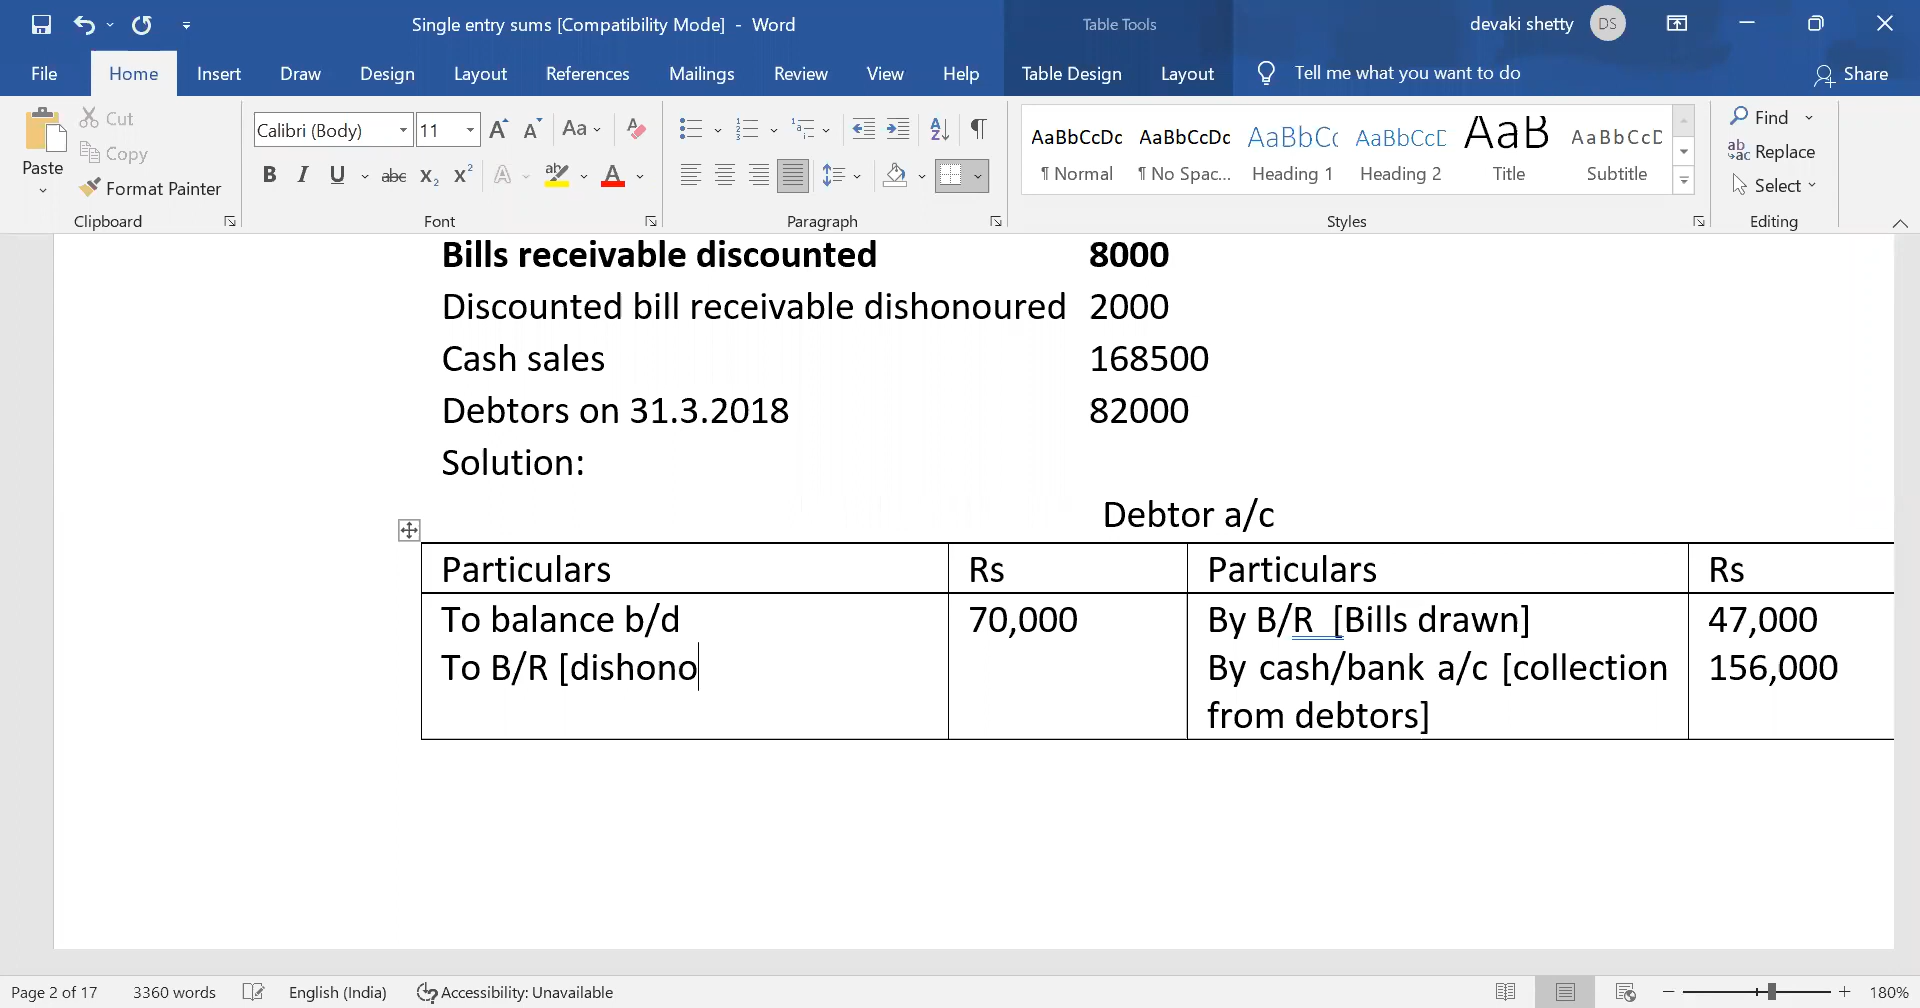 Single entry sums [Compatibility Mode] - Word
Table Tools
devaki shetty
DS
File
Home
Insert
Draw
Design
Layout
References
Mailings
Review
View
Help
Table Design
Layout
Tell me what you want to do
Share
Paste
Cut
Copy
Format Painter
Clipboard
Calibri (Body)
11
Font
Paragraph
AaBbCcDc
¶ Normal
AaBbCcDc
¶ No Spac...
AaBbCc
Heading 1
AaBbCcD
Heading 2
AaB
Title
AaBbCcD
Subtitle
Styles
Find
Replace
Select
Editing
Bills receivable discounted 8000
Discounted bill receivable dishonoured 2000
Cash sales 168500
Debtors on 31.3.2018 82000
Solution:
Debtor a/c
Particulars Rs Particulars Rs
To balance b/d 70,000 By B/R [Bills drawn] 47,000
To B/R [dishono By cash/bank a/c [collection 156,000
from debtors]
Page 2 of 17
3360 words
English (India)
Accessibility: Unavailable
180%